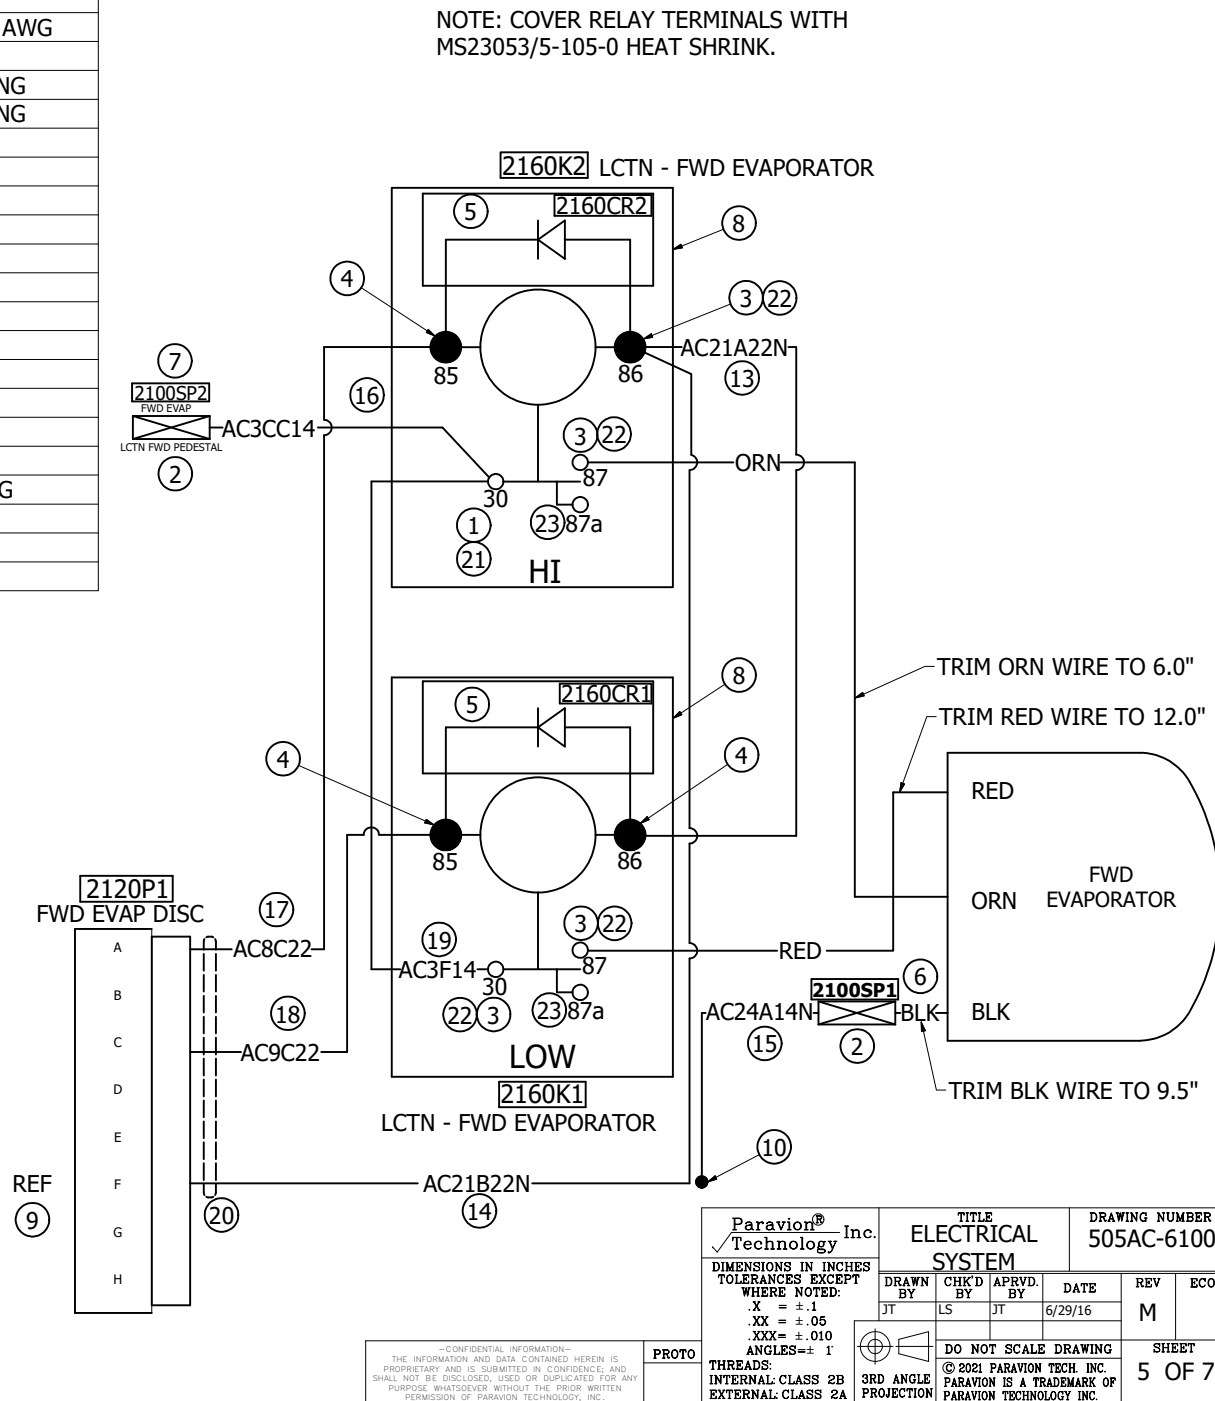 AWG
NG
NG
G
NOTE: COVER RELAY TERMINALS WITH
MS23053/5-105-0 HEAT SHRINK.
2160K2 LCTN - FWD EVAPORATOR
5
2160CR2
8
4
3 22
85
86
AC21A22N
13
7
2100SP2
FWD EVAP
LCTN FWD PEDESTAL
2
AC3CC14
16
3 22
87
ORN
30
1
21
23 87a
HI
TRIM ORN WIRE TO 6.0"
TRIM RED WIRE TO 12.0"
5
2160CR1
8
4
4
85
86
RED
ORN
BLK
FWD
EVAPORATOR
2120P1
FWD EVAP DISC
A
B
C
D
E
F
G
H
REF
9
17
AC8C22
18
AC9C22
20
19
AC3F14
30
22 3
3 22
87
23 87a
RED
LOW
2160K1
LCTN - FWD EVAPORATOR
2100SP1
6
AC24A14N
BLK
15
2
TRIM BLK WIRE TO 9.5"
10
AC21B22N
14
Paravion® Technology Inc.
TITLE
ELECTRICAL
SYSTEM
DRAWING NUMBER
505AC-6100
DIMENSIONS IN INCHES
TOLERANCES EXCEPT
WHERE NOTED:
.X = ±.1
.XX = ±.05
.XXX= ±.010
ANGLES=± 1°
THREADS:
INTERNAL: CLASS 2B
EXTERNAL: CLASS 2A
DRAWN BY
CHK'D BY
APRVD. BY
DATE
REV
ECO
JT
LS
JT
6/29/16
M
3RD ANGLE
PROJECTION
DO NOT SCALE DRAWING
© 2021 PARAVION TECH. INC.
PARAVION IS A TRADEMARK OF
PARAVION TECHNOLOGY INC.
SHEET
5 OF 7
PROTO
-CONFIDENTIAL INFORMATION-
THE INFORMATION AND DATA CONTAINED HEREIN IS
PROPRIETARY AND IS SUBMITTED IN CONFIDENCE; AND
SHALL NOT BE DISCLOSED, USED OR DUPLICATED FOR ANY
PURPOSE WHATSOEVER WITHOUT THE PRIOR WRITTEN
PERMISSION OF PARAVION TECHNOLOGY, INC.